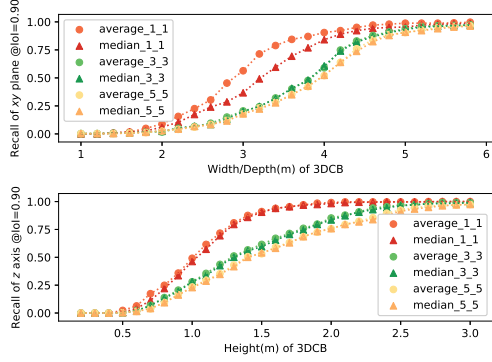 Recall of xy plane @IoI=0.90
1.00
0.75
0.50
0.25
0.00
average_1_1
median_1_1
average_3_3
median_3_3
average_5_5
median_5_5
1
2
3
4
5
6
Width/Depth(m) of 3DCB
Recall of z axis @IoI=0.90
1.00
0.75
0.50
0.25
0.00
average_1_1
median_1_1
average_3_3
median_3_3
average_5_5
median_5_5
0.5
1.0
1.5
2.0
2.5
3.0
Height(m) of 3DCB